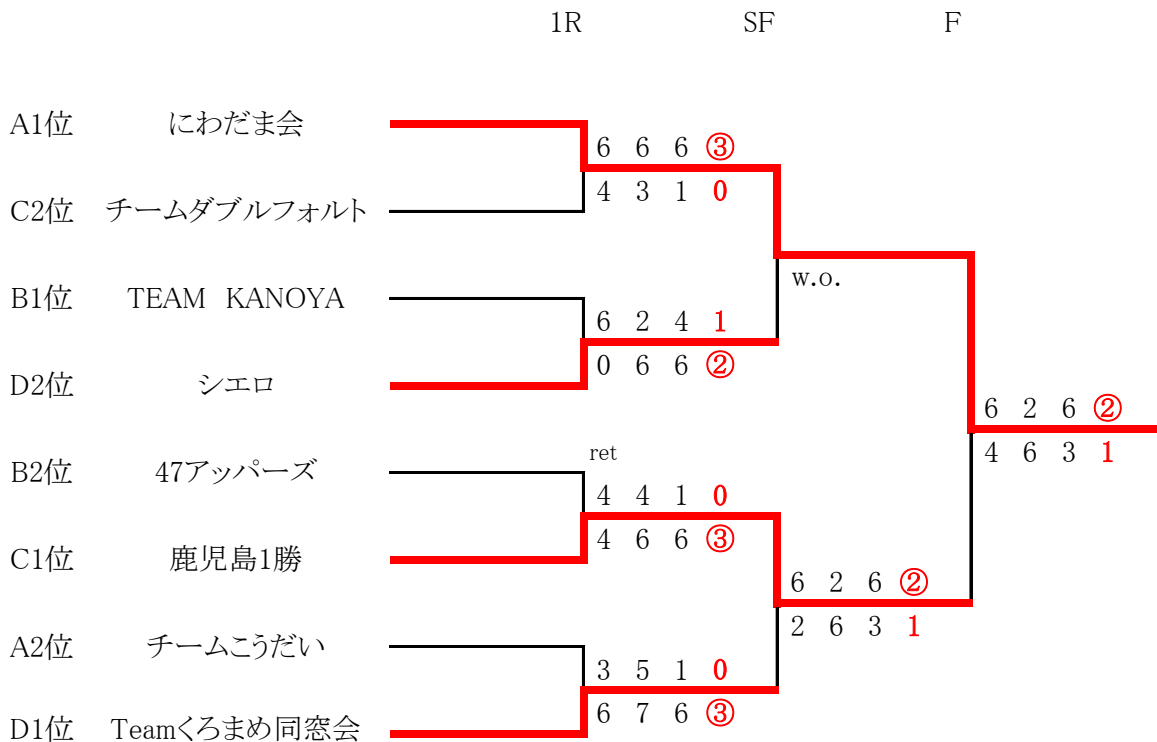 1R SF F
A1位 にわだま会
6 6 6 ③
4 3 1 0
C2位 チームダブルフォルト
w.o.
B1位 TEAM KANOYA
6 2 4 1
0 6 6 ②
D2位 シエロ
6 2 6 ②
4 6 3 1
B2位 47アッパーズ
ret
4 4 1 0
4 6 6 ③
C1位 鹿児島1勝
6 2 6 ②
2 6 3 1
A2位 チームこうだい
3 5 1 0
6 7 6 ③
D1位 Teamくろまめ同窓会